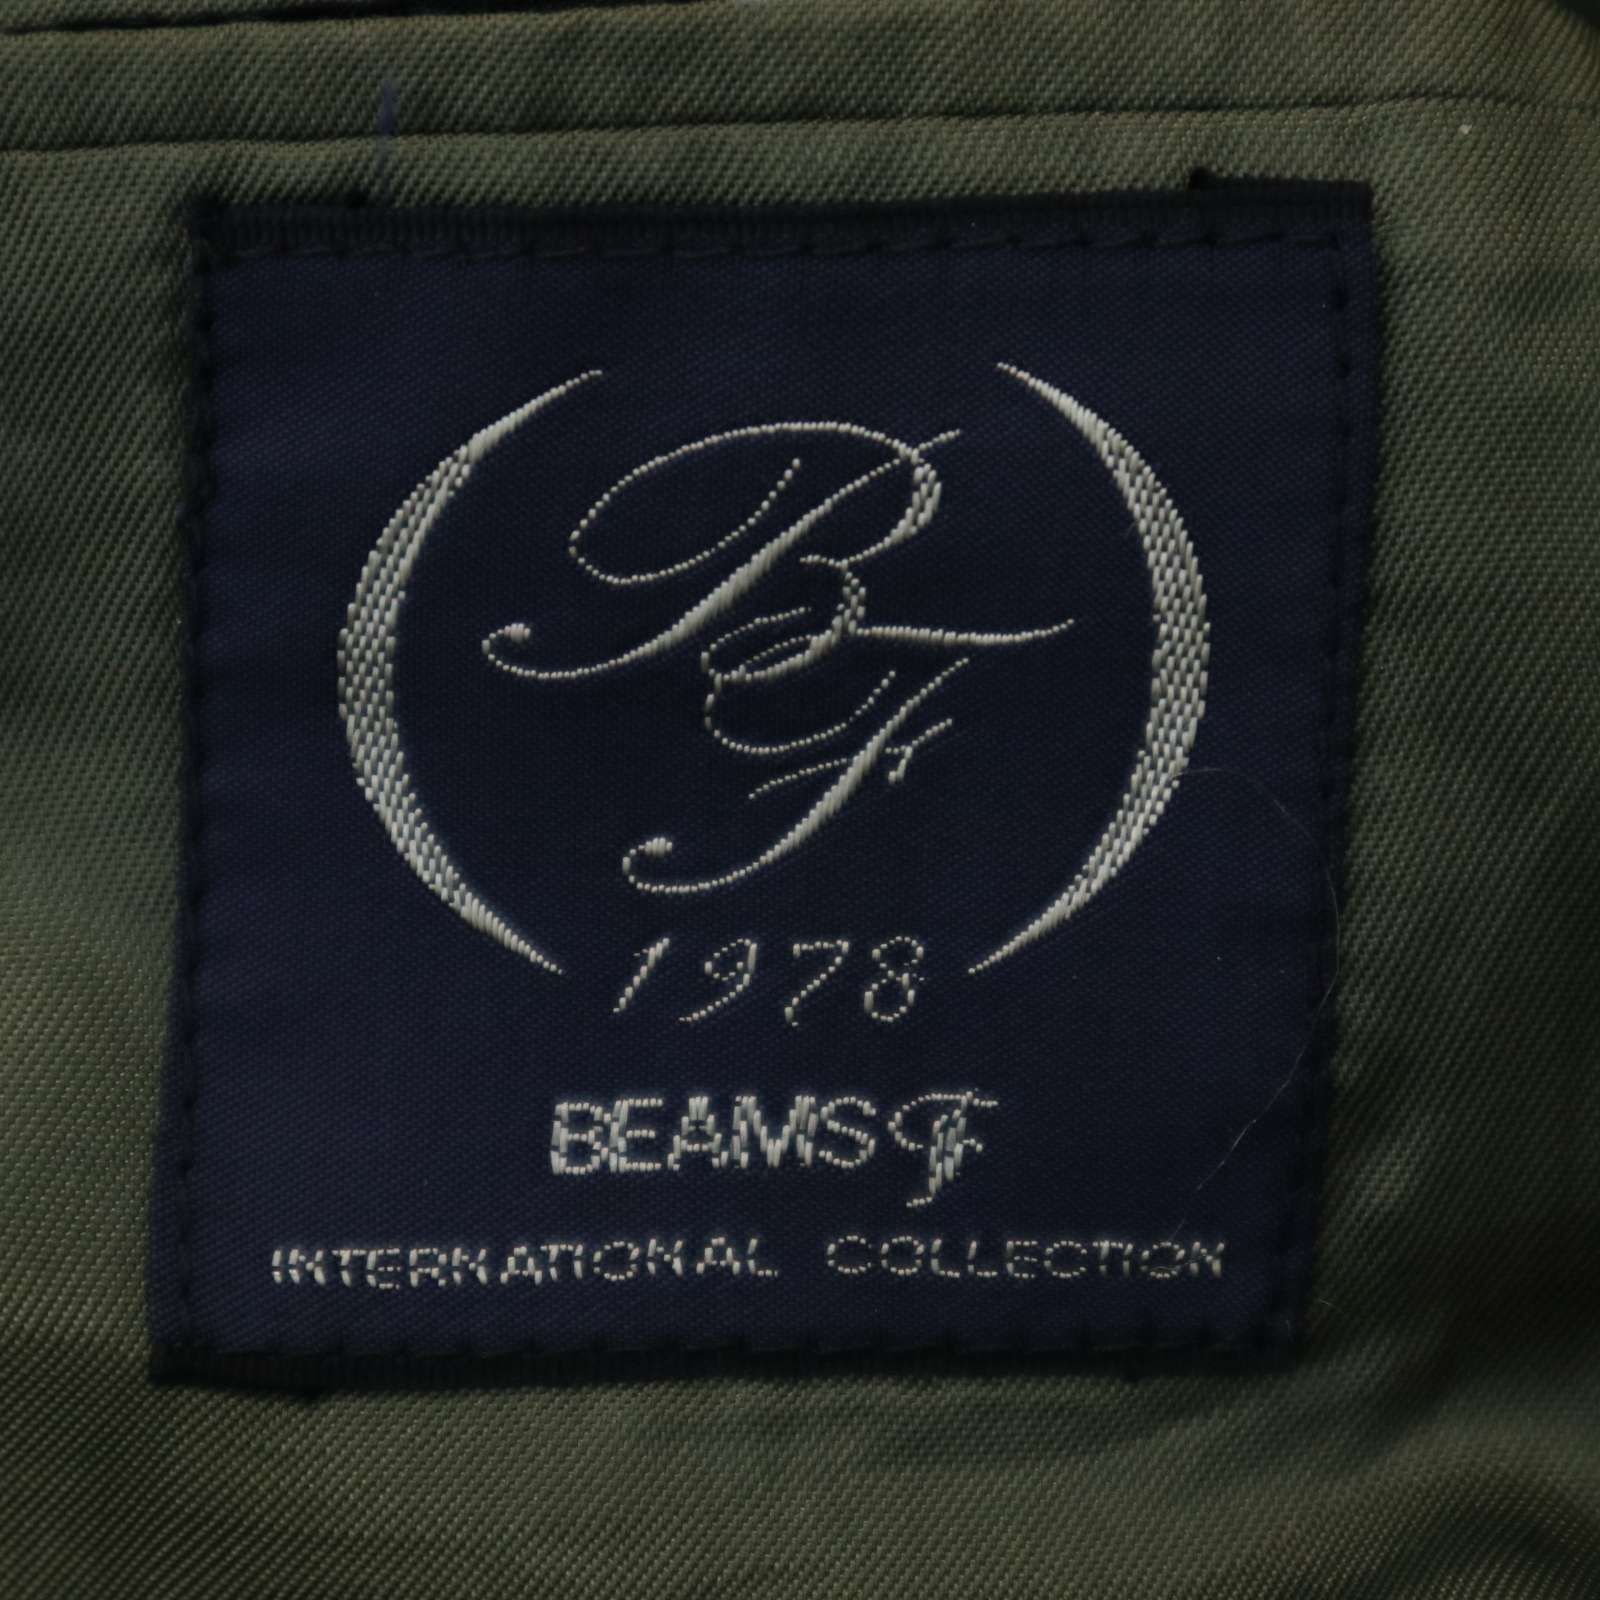 BF
1978
BEAMS F
INTERNATIONAL COLLECTION